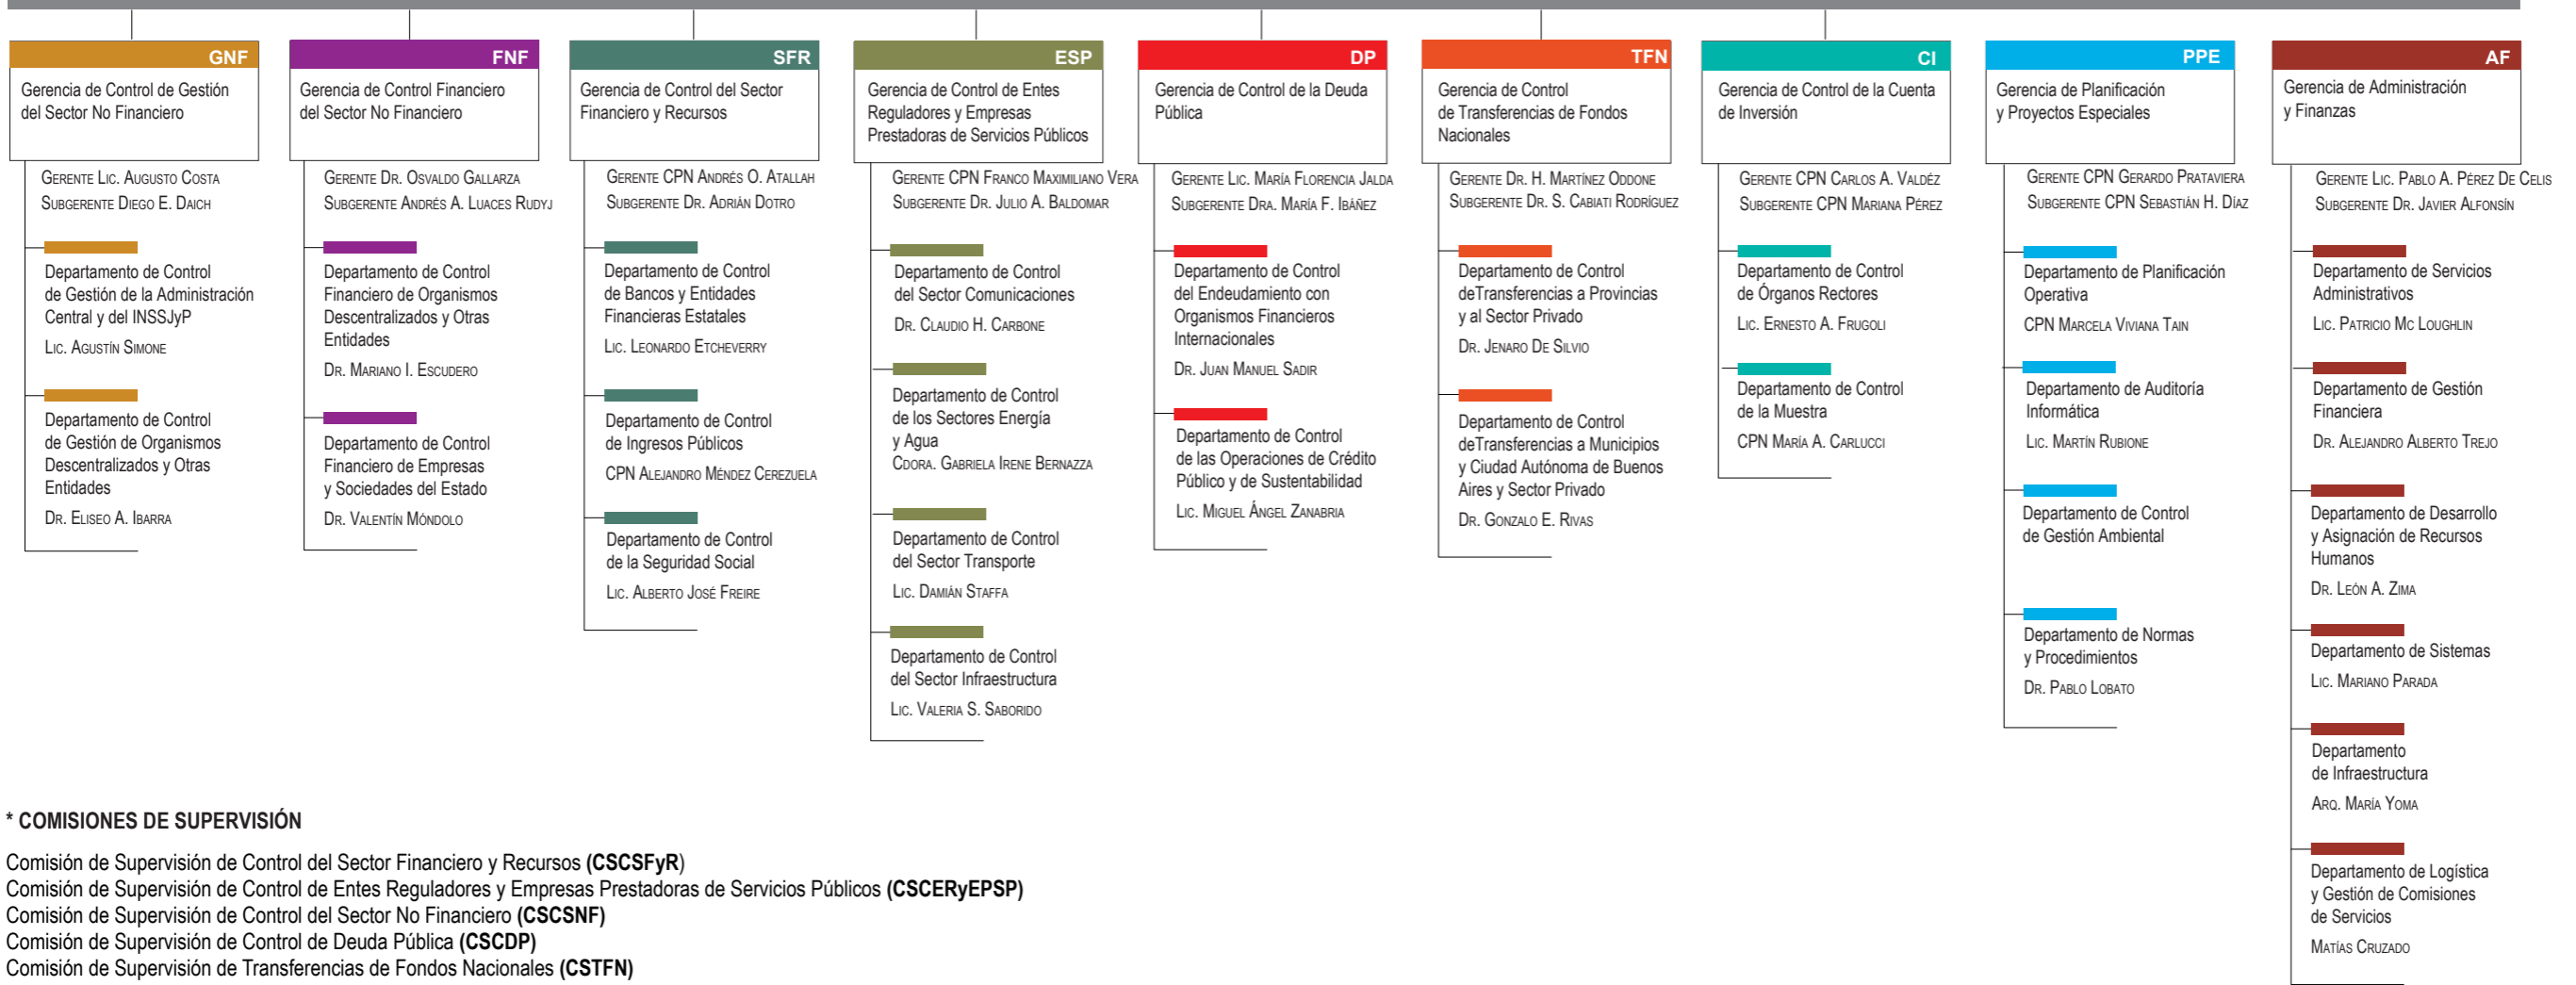 GNF
Gerencia de Control de Gestión
del Sector No Financiero
Gerente Lic. Augusto Costa
Subgerente Diego E. Daich
Departamento de Control
de Gestión de la Administración
Central y del INSSJyP
Lic. Agustín Simone
Departamento de Control
de Gestión de Organismos
Descentralizados y Otras
Entidades
Dr. Eliseo A. Ibarra
FNF
Gerencia de Control Financiero
del Sector No Financiero
Gerente Dr. Osvaldo Gallarza
Subgerente Andrés A. Luaces Rudyj
Departamento de Control
Financiero de Organismos
Descentralizados y Otras
Entidades
Dr. Mariano I. Escudero
Departamento de Control
Financiero de Empresas
y Sociedades del Estado
Dr. Valentín Móndolo
SFR
Gerencia de Control del Sector
Financiero y Recursos
Gerente CPN Andrés O. Atallah
Subgerente Dr. Adrián Dotro
Departamento de Control
de Bancos y Entidades
Financieras Estatales
Lic. Leonardo Etcheverry
Departamento de Control
de Ingresos Públicos
CPN Alejandro Méndez Cerezuela
Departamento de Control
de la Seguridad Social
Lic. Alberto José Freire
ESP
Gerencia de Control de Entes
Reguladores y Empresas
Prestadoras de Servicios Públicos
Gerente CPN Franco Maximiliano Vera
Subgerente Dr. Julio A. Baldomar
Departamento de Control
del Sector Comunicaciones
Dr. Claudio H. Carbone
Departamento de Control
de los Sectores Energía
y Agua
Cdora. Gabriela Irene Bernazza
Departamento de Control
del Sector Transporte
Lic. Damián Staffa
Departamento de Control
del Sector Infraestructura
Lic. Valeria S. Saborido
DP
Gerencia de Control de la Deuda
Pública
Gerente Lic. María Florencia Jalda
Subgerente Dra. María F. Ibáñez
Departamento de Control
del Endeudamiento con
Organismos Financieros
Internacionales
Dr. Juan Manuel Sadir
Departamento de Control
de las Operaciones de Crédito
Público y de Sustentabilidad
Lic. Miguel Ángel Zanabria
TFN
Gerencia de Control
de Transferencias de Fondos
Nacionales
Gerente Dr. H. Martínez Oddone
Subgerente Dr. S. Cabiati Rodríguez
Departamento de Control
deTransferencias a Provincias
y al Sector Privado
Dr. Jenaro De Silvio
Departamento de Control
deTransferencias a Municipios
y Ciudad Autónoma de Buenos
Aires y Sector Privado
Dr. Gonzalo E. Rivas
CI
Gerencia de Control de la Cuenta
de Inversión
Gerente CPN Carlos A. Valdéz
Subgerente CPN Mariana Pérez
Departamento de Control
de Órganos Rectores
Lic. Ernesto A. Frugoli
Departamento de Control
de la Muestra
CPN María A. Carlucci
PPE
Gerencia de Planificación
y Proyectos Especiales
Gerente CPN Gerardo Prataviera
Subgerente CPN Sebastián H. Díaz
Departamento de Planificación
Operativa
CPN Marcela Viviana Tain
Departamento de Auditoría
Informática
Lic. Martín Rubione
Departamento de Control
de Gestión Ambiental
Departamento de Normas
y Procedimientos
Dr. Pablo Lobato
AF
Gerencia de Administración
y Finanzas
Gerente Lic. Pablo A. Pérez De Celis
Subgerente Dr. Javier Alfonsín
Departamento de Servicios
Administrativos
Lic. Patricio Mc Loughlin
Departamento de Gestión
Financiera
Dr. Alejandro Alberto Trejo
Departamento de Desarrollo
y Asignación de Recursos
Humanos
Dr. León A. Zima
Departamento de Sistemas
Lic. Mariano Parada
Departamento
de Infraestructura
Arq. María Yoma
Departamento de Logística
y Gestión de Comisiones
de Servicios
Matías Cruzado
* COMISIONES DE SUPERVISIÓN
Comisión de Supervisión de Control del Sector Financiero y Recursos (CSCSFyR)
Comisión de Supervisión de Control de Entes Reguladores y Empresas Prestadoras de Servicios Públicos (CSCERyEPSP)
Comisión de Supervisión de Control del Sector No Financiero (CSCSNF)
Comisión de Supervisión de Control de Deuda Pública (CSCDP)
Comisión de Supervisión de Transferencias de Fondos Nacionales (CSTFN)